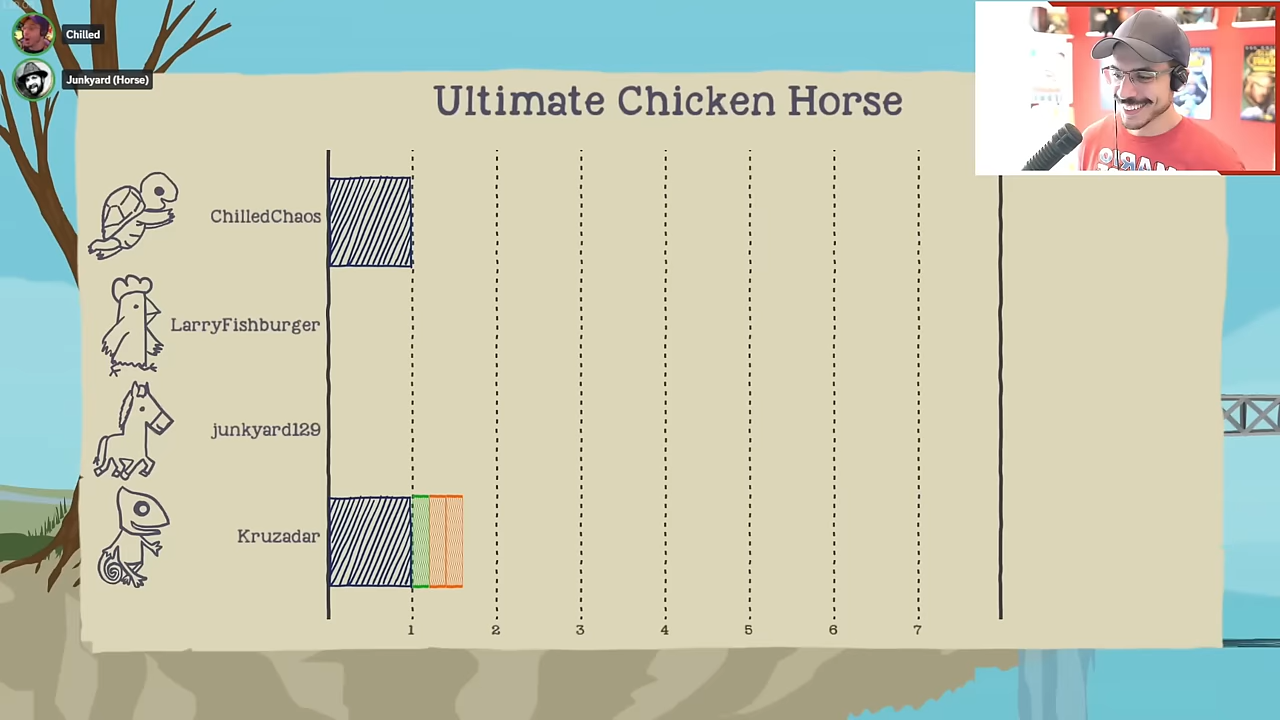 Chilled
Junkyard (Horse)
Ultimate Chicken Horse
ChilledChaos
LarryFishburger
junkyard129
Kruzadar
1 2 3 4 5 6 7